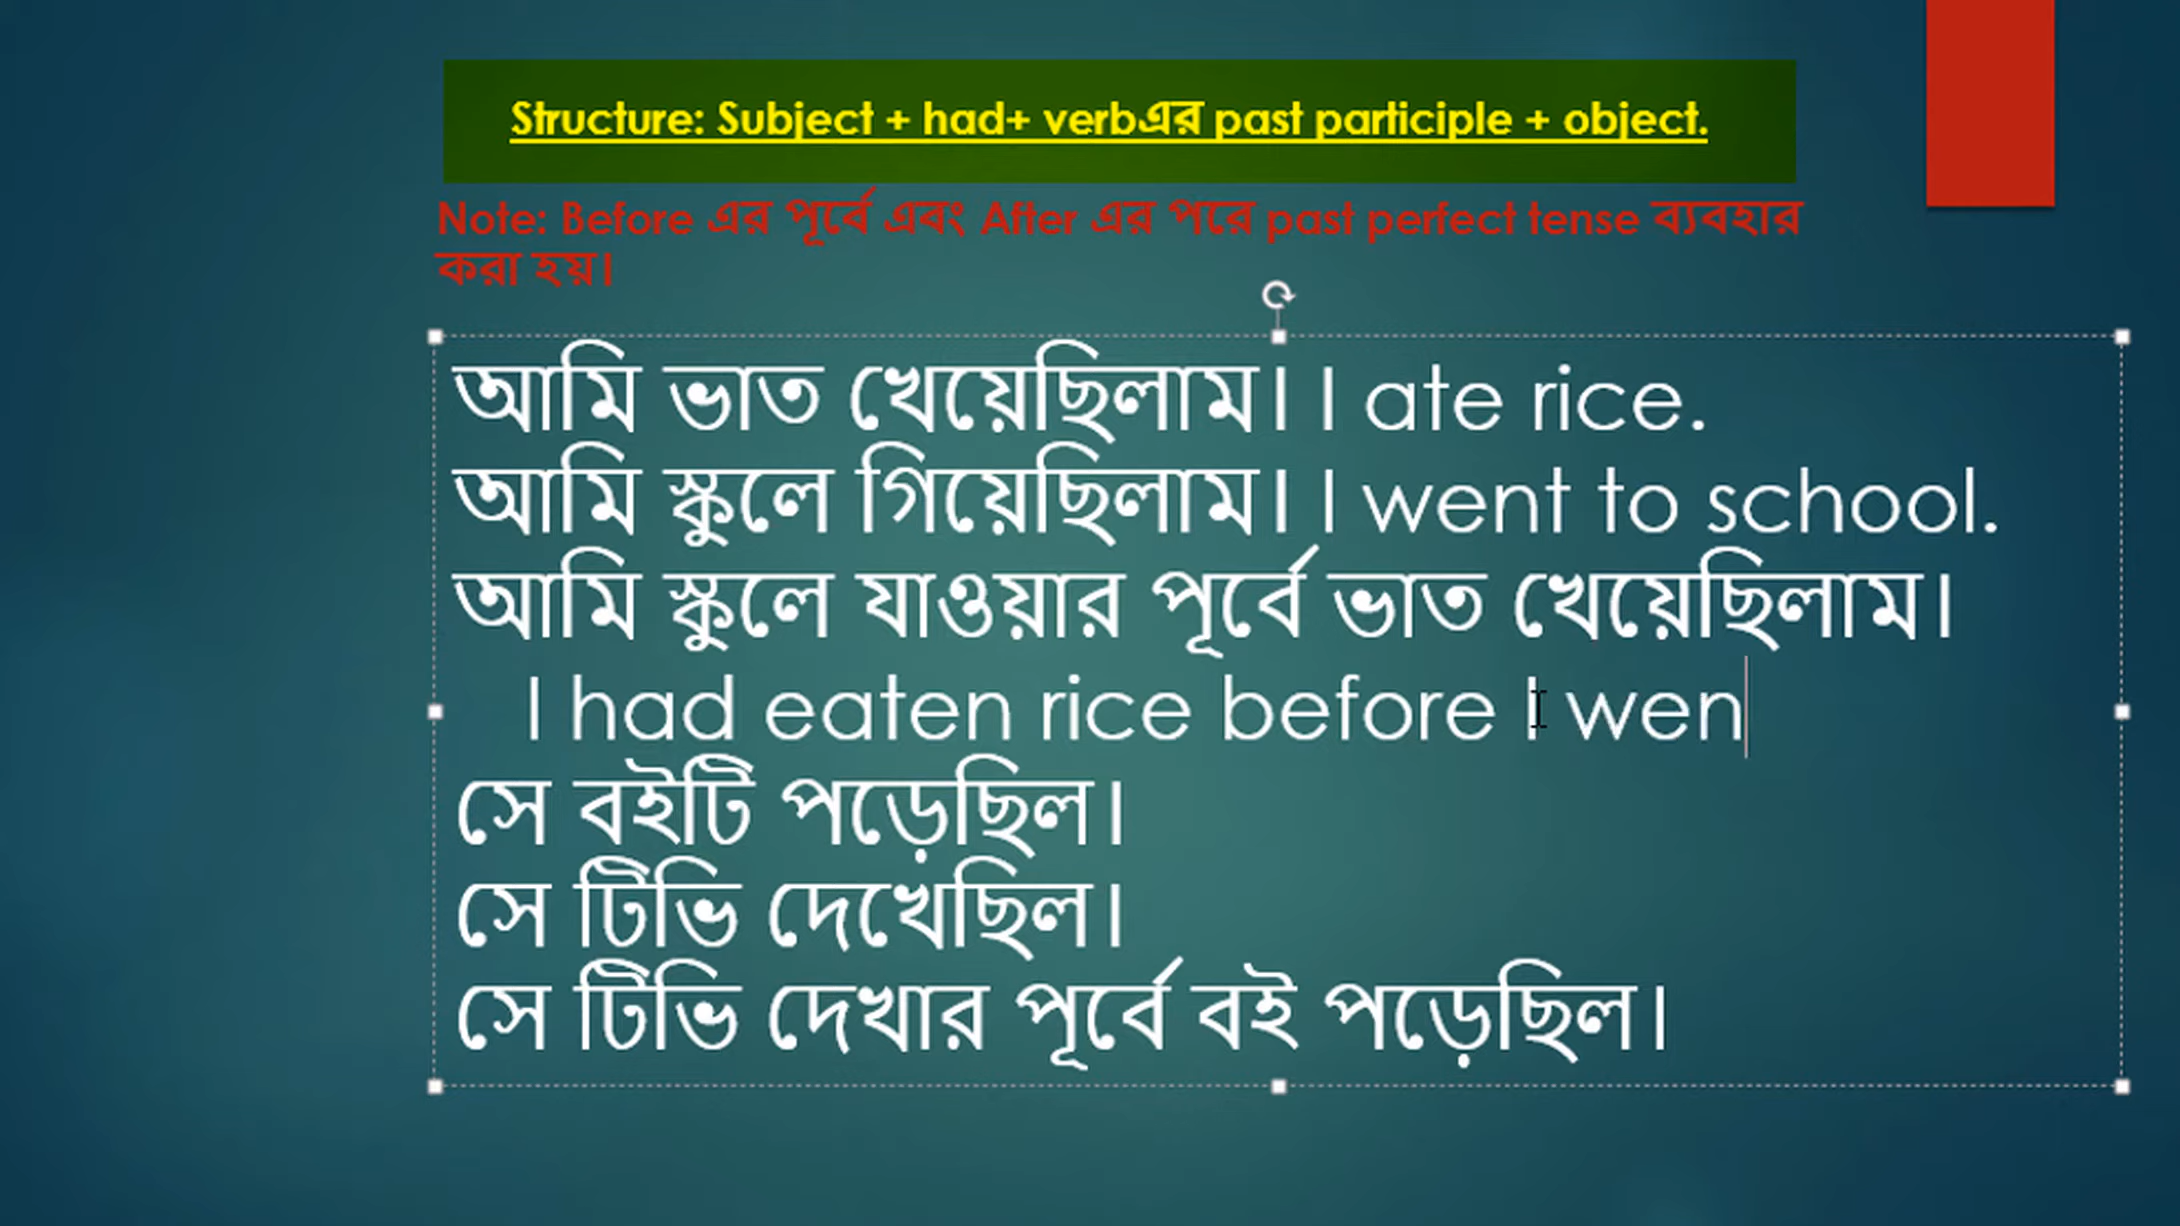 Structure: Subject + had+ verbএর past participle + object.
Note: Before এর পূর্বে এবং After এর পরে past perfect tense ব্যবহার
করা হয়।
আমি ভাত খেয়েছিলাম। I ate rice.
আমি স্কুলে গিয়েছিলাম। I went to school.
আমি স্কুলে যাওয়ার পূর্বে ভাত খেয়েছিলাম।
I had eaten rice before I wen
সে বইটি পড়েছিল।
সে টিভি দেখেছিল।
সে টিভি দেখার পূর্বে বই পড়েছিল।